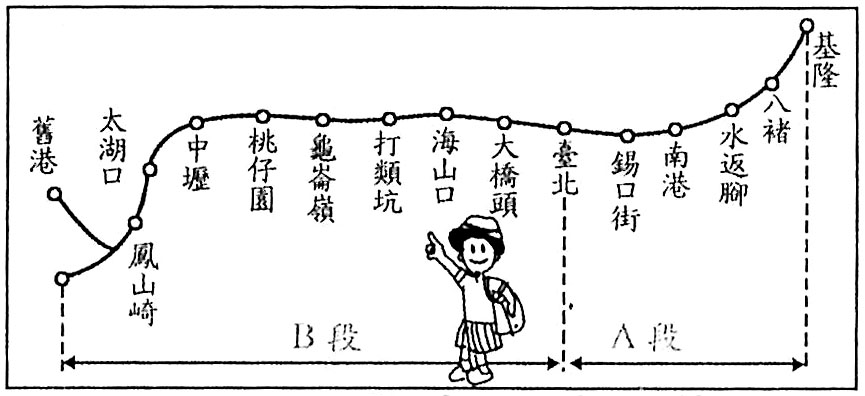 舊港
太湖口
鳳山崎
中壢
桃仔園
龜崙嶺
打類坑
海山口
大橋頭
臺北
錫口街
南港
水返腳
八褚
基隆
B段
A段